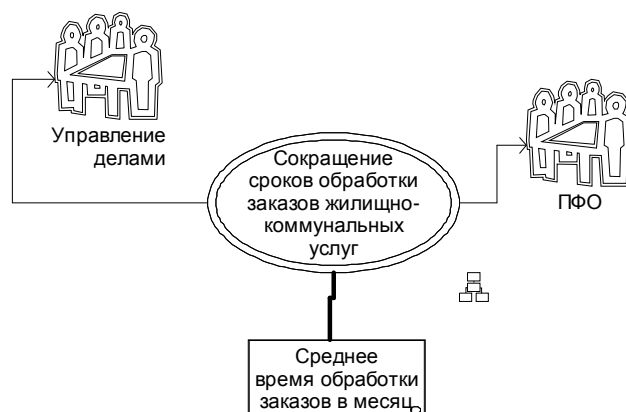 Управление
делами
Сокращение
сроков обработки
заказов жилищно-
коммунальных
услуг
ПФО
Среднее
время обработки
заказов в месяц